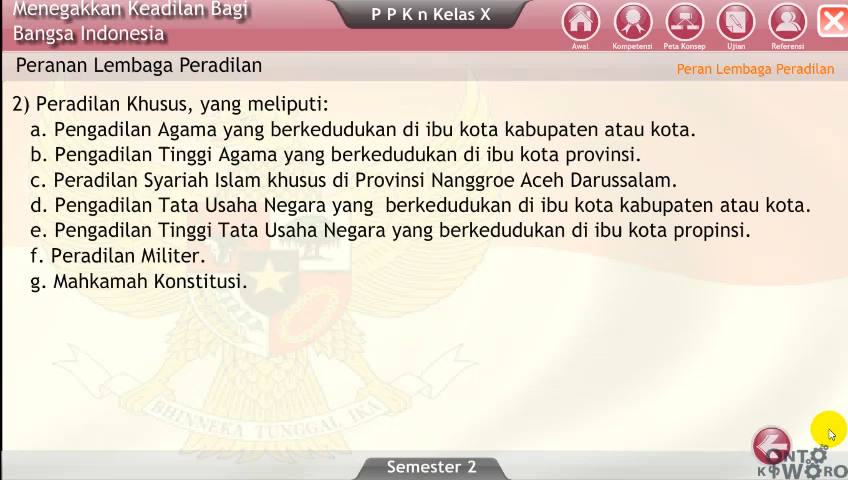 Menegakkan Keadilan Bagi
Bangsa Indonesia
P P K n Kelas X
Awal
Kompetensi
Peta Konsep
Ujian
Referensi
Peranan Lembaga Peradilan
Peran Lembaga Peradilan
2) Peradilan Khusus, yang meliputi:
a. Pengadilan Agama yang berkedudukan di ibu kota kabupaten atau kota.
b. Pengadilan Tinggi Agama yang berkedudukan di ibu kota provinsi.
c. Peradilan Syariah Islam khusus di Provinsi Nanggroe Aceh Darussalam.
d. Pengadilan Tata Usaha Negara yang berkedudukan di ibu kota kabupaten atau kota.
e. Pengadilan Tinggi Tata Usaha Negara yang berkedudukan di ibu kota propinsi.
f. Peradilan Militer.
g. Mahkamah Konstitusi.
BHINNEKA TUNGGAL IKA
Semester 2
ONTO
KOWORO